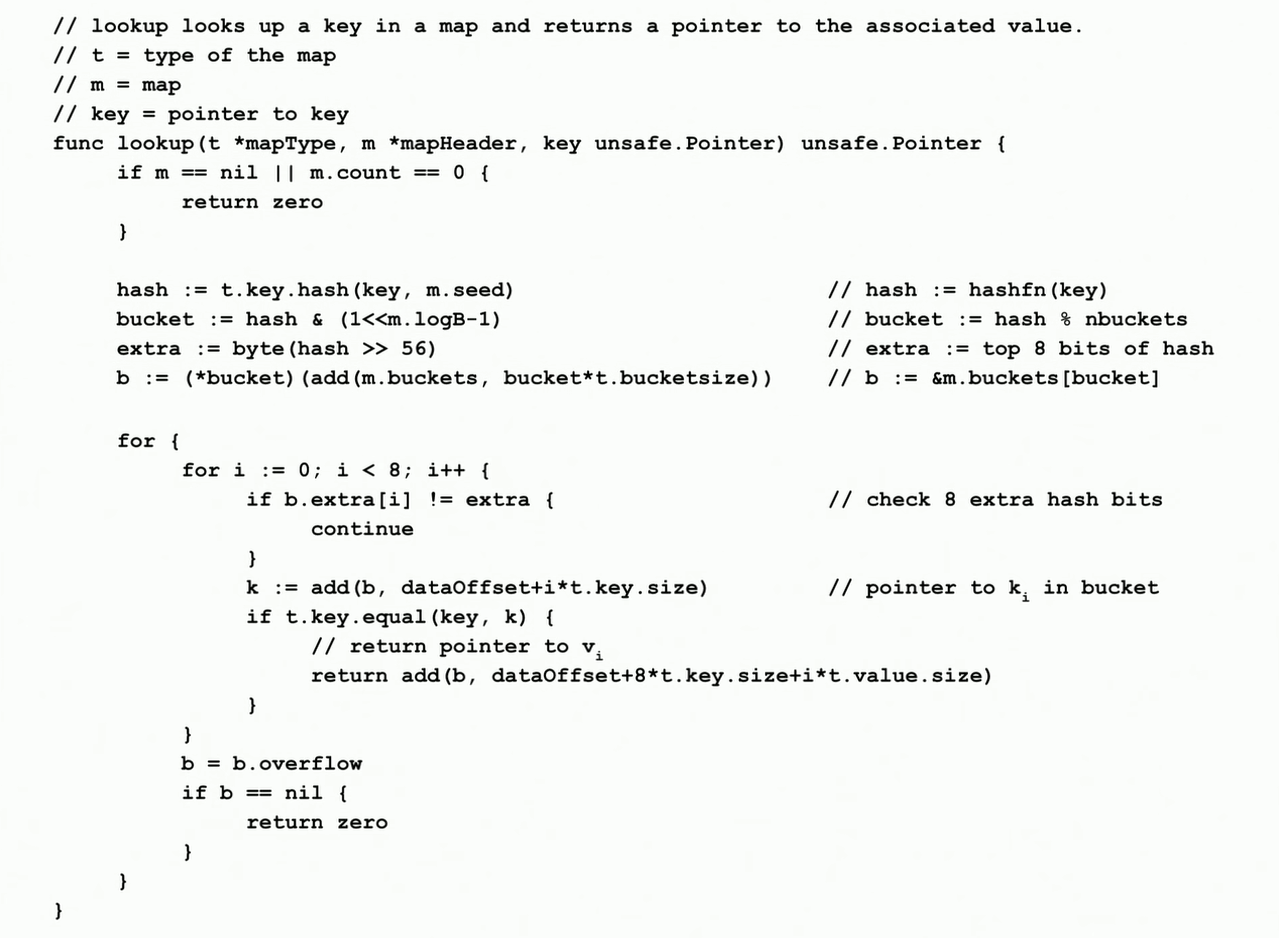 // lookup looks up a key in a map and returns a pointer to the associated value.
// t = type of the map
// m = map
// key = pointer to key
func lookup(t *mapType, m *mapHeader, key unsafe.Pointer) unsafe.Pointer {
     if m == nil || m.count == 0 {
          return zero
     }

     hash := t.key.hash(key, m.seed)                         // hash := hashfn(key)
     bucket := hash & (1<<m.logB-1)                          // bucket := hash % nbuckets
     extra := byte(hash >> 56)                               // extra := top 8 bits of hash
     b := (*bucket)(add(m.buckets, bucket*t.bucketsize))     // b := &m.buckets[bucket]

     for {
          for i := 0; i < 8; i++ {
               if b.extra[i] != extra {                      // check 8 extra hash bits
                    continue
               }
               k := add(b, dataOffset+i*t.key.size)          // pointer to kᵢ in bucket
               if t.key.equal(key, k) {
                    // return pointer to vᵢ
                    return add(b, dataOffset+8*t.key.size+i*t.value.size)
               }
          }
          b = b.overflow
          if b == nil {
               return zero
          }
     }
}